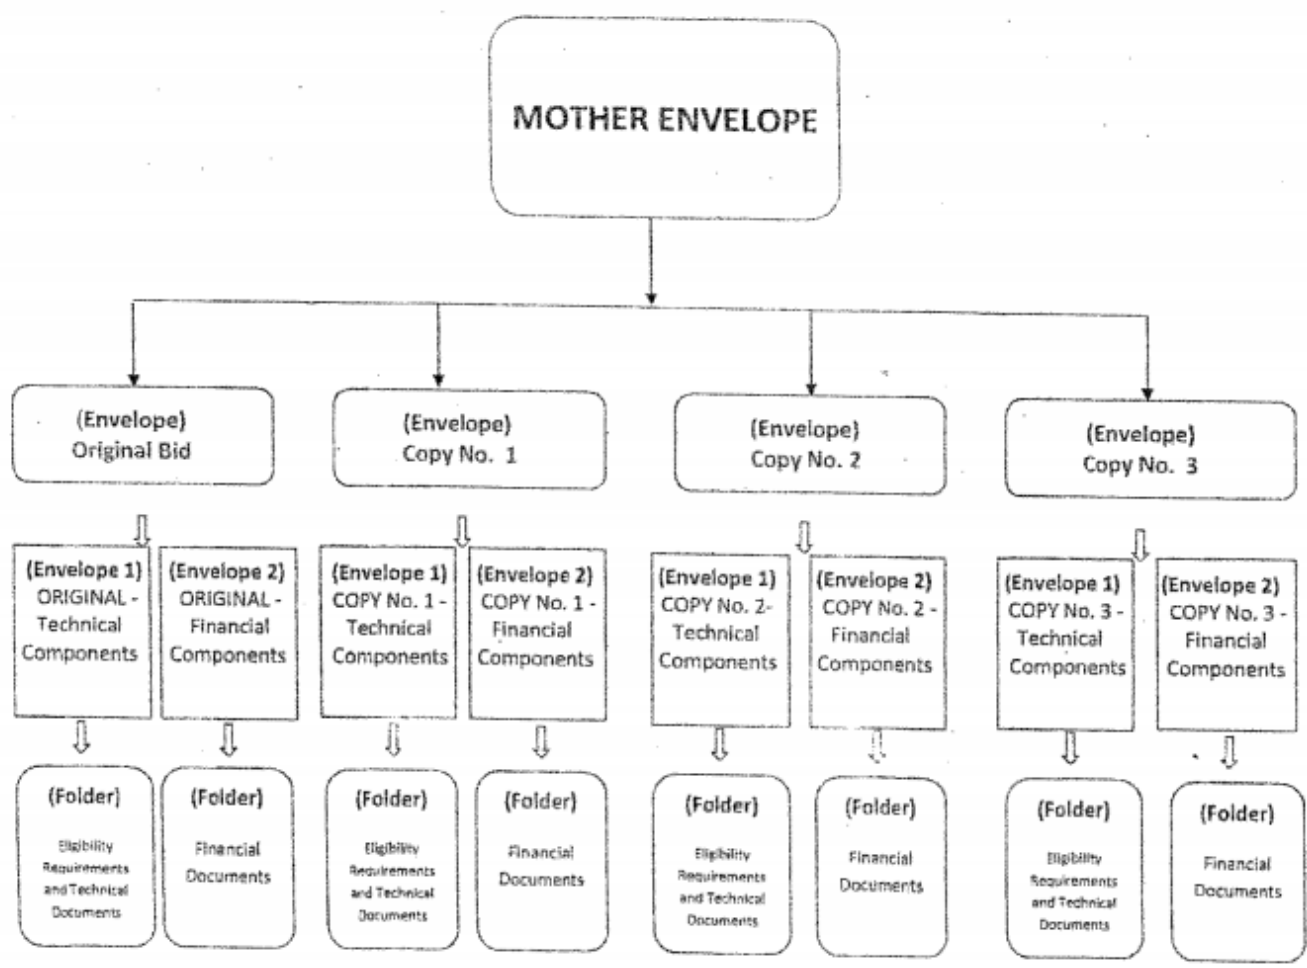 MOTHER ENVELOPE
(Envelope)
Original Bid
(Envelope)
Copy No. 1
(Envelope)
Copy No. 2
(Envelope)
Copy No. 3
(Envelope 1)
ORIGINAL -
Technical
Components
(Envelope 2)
ORIGINAL -
Financial
Components
(Envelope 1)
COPY No. 1 -
Technical
Components
(Envelope 2)
COPY No. 1 -
Financial
Components
(Envelope 1)
COPY No. 2-
Technical
Components
(Envelope 2)
COPY No. 2 -
Financial
Components
(Envelope 1)
COPY No. 3 -
Technical
Components
(Envelope 2)
COPY No. 3 -
Financial
Components
(Folder)
Eligibility
Requirements
and Technical
Documents
(Folder)
Financial
Documents
(Folder)
Eligibility
Requirements
and Technical
Documents
(Folder)
Financial
Documents
(Folder)
Eligibility
Requirements
and Technical
Documents
(Folder)
Financial
Documents
(Folder)
Eligibility
Requirements
and Technical
Documents
(Folder)
Financial
Documents